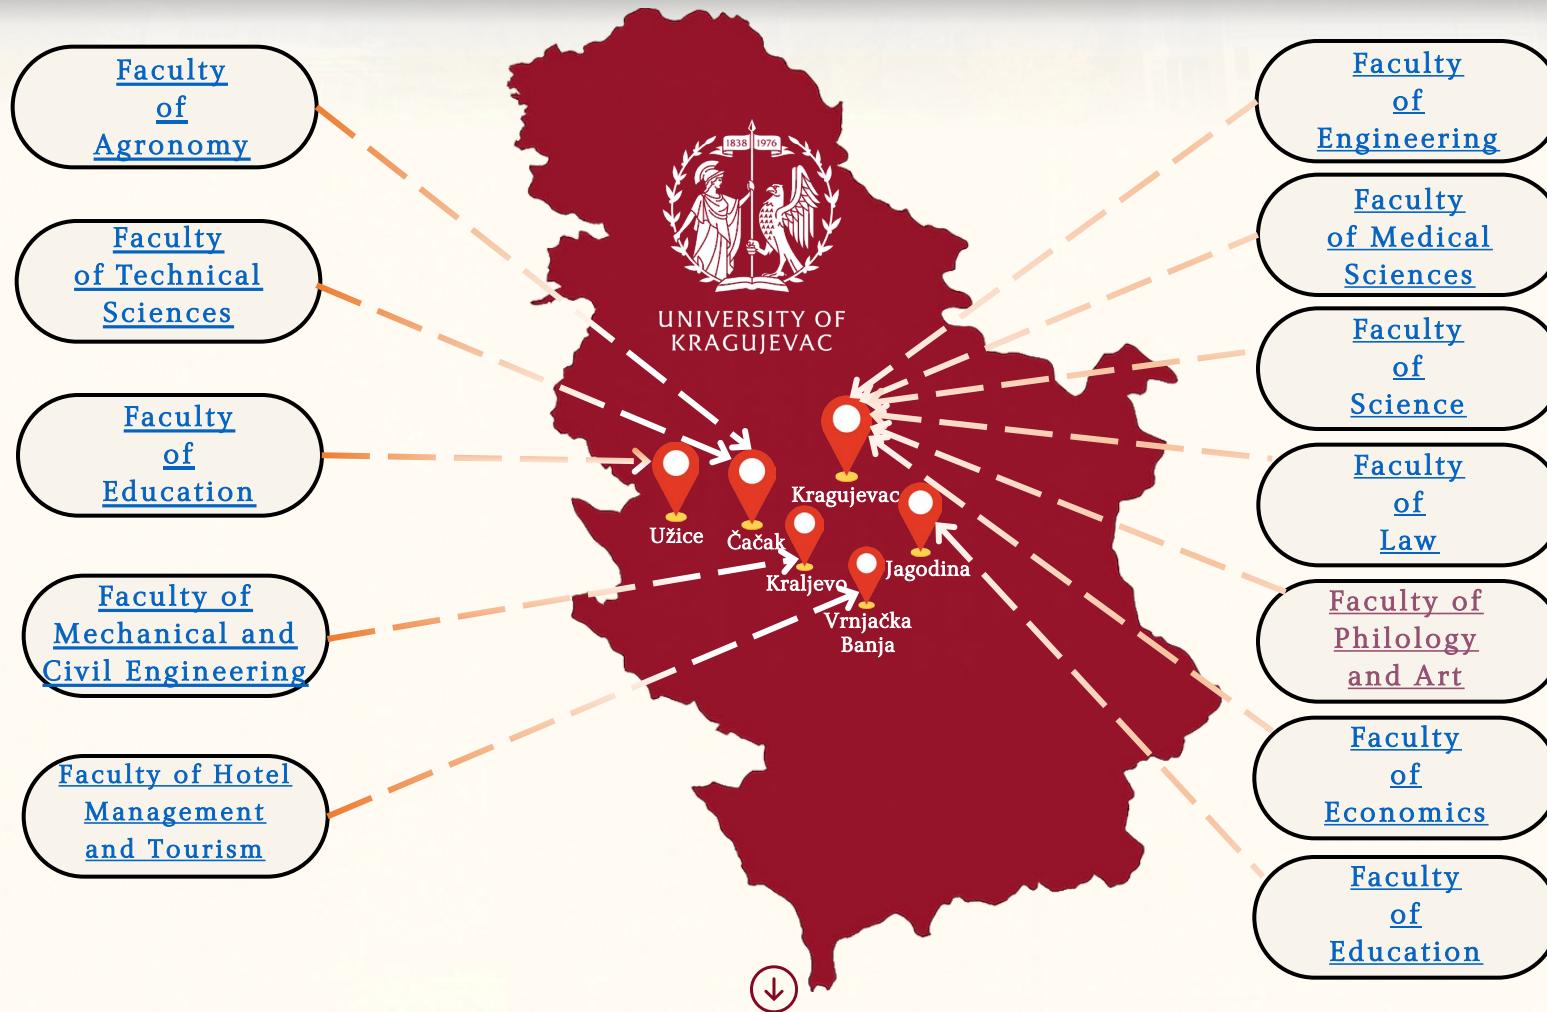 Faculty
of
Agronomy
Faculty
of Technical
Sciences
Faculty
of
Education
Faculty of
Mechanical and
Civil Engineering
Faculty of Hotel
Management
and Tourism
1838 1976
UNIVERSITY OF
KRAGUJEVAC
Kragujevac
Užice
Čačak
Jagodina
Kraljevo
Vrnjačka
Banja
Faculty
of
Engineering
Faculty
of Medical
Sciences
Faculty
of
Science
Faculty
of
Law
Faculty of
Philology
and Art
Faculty
of
Economics
Faculty
of
Education